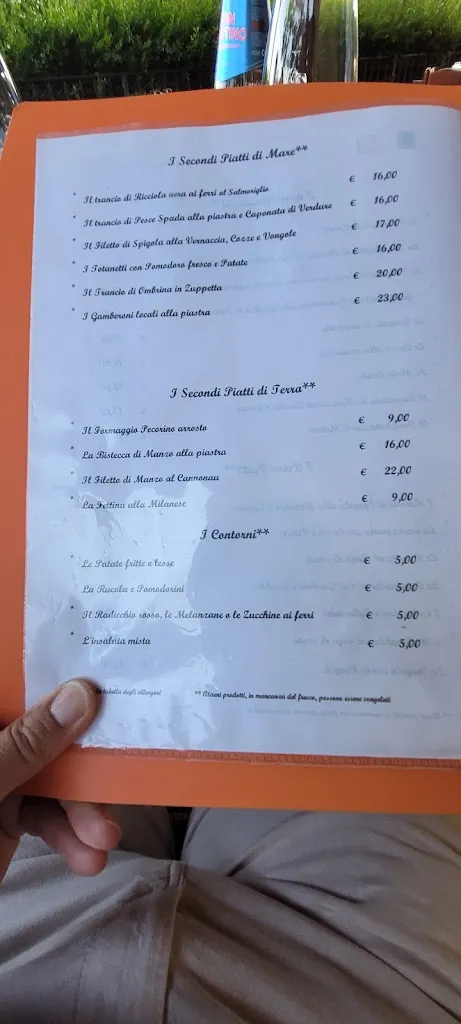 I Secondi Piatti di Mare**
* Il trancio di Ricciola nera ai ferri al Salmoriglio € 16,00
* Il trancio di Pesce Spada alla piastra e Caponata di Verdure € 16,00
* Il Filetto di Spigola alla Vernaccia, Cozze e Vongole € 17,00
* I Totanetti con Pomodoro fresco e Patate € 16,00
* Il Trancio di Ombrina in Zuppetta € 20,00
* I Gamberoni locali alla piastra € 23,00
I Secondi Piatti di Terra**
* Il Formaggio Pecorino arrosto € 9,00
* La Bistecca di Manzo alla piastra € 16,00
* Il Filetto di Manzo al Cannonau € 22,00
* La Fettina alla Milanese € 9,00
I Contorni**
* Le Patate fritte o lesse € 5,00
La Rucola e Pomodorini € 5,00
* Il Radicchio rosso, le Melanzane o le Zucchine ai ferri € 5,00
* L'insalata mista € 5,00
la tabella degli allergeni ** Alcuni prodotti, in mancanza del fresco, possono essere congelati